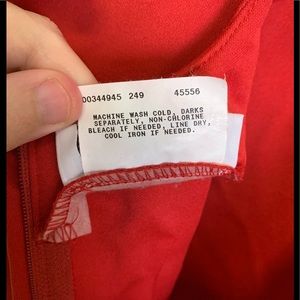 00344945 249 45556
MACHINE WASH COLD, DARKS
SEPARATELY, NON-CHLORINE
BLEACH IF NEEDED, LINE DRY,
COOL IRON IF NEEDED.